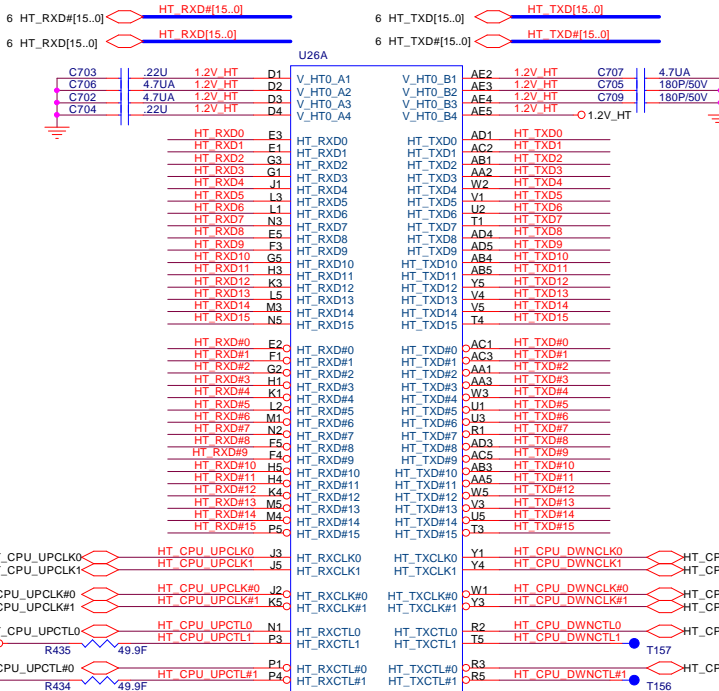 HT_RXD#[15..0] HT_TXD[15..0]
6 HT_RXD#[15..0] 6 HT_TXD[15..0]
HT_RXD[15..0] HT_TXD#[15..0]
6 HT_RXD[15..0] 6 HT_TXD#[15..0]
U26A
C703 .22U 1.2V_HT D1 V_HT0_A1 V_HT0_B1 AE2 1.2V_HT C707 4.7UA
C706 4.7UA 1.2V_HT D2 V_HT0_A2 V_HT0_B2 AE3 1.2V_HT C705 180P/50V
C702 4.7UA 1.2V_HT D3 V_HT0_A3 V_HT0_B3 AE4 1.2V_HT C709 180P/50V
C704 .22U 1.2V_HT D4 V_HT0_A4 V_HT0_B4 AE5 1.2V_HT
1.2V_HT
HT_RXD0 E3 HT_RXD0 HT_TXD0 AD1 HT_TXD0
HT_RXD1 E1 HT_RXD1 HT_TXD1 AC2 HT_TXD1
HT_RXD2 G3 HT_RXD2 HT_TXD2 AB1 HT_TXD2
HT_RXD3 G1 HT_RXD3 HT_TXD3 AA2 HT_TXD3
HT_RXD4 J1 HT_RXD4 HT_TXD4 W2 HT_TXD4
HT_RXD5 L3 HT_RXD5 HT_TXD5 V1 HT_TXD5
HT_RXD6 L1 HT_RXD6 HT_TXD6 U2 HT_TXD6
HT_RXD7 N3 HT_RXD7 HT_TXD7 T1 HT_TXD7
HT_RXD8 E5 HT_RXD8 HT_TXD8 AD4 HT_TXD8
HT_RXD9 F3 HT_RXD9 HT_TXD9 AD5 HT_TXD9
HT_RXD10 G5 HT_RXD10 HT_TXD10 AB4 HT_TXD10
HT_RXD11 H3 HT_RXD11 HT_TXD11 AB5 HT_TXD11
HT_RXD12 K3 HT_RXD12 HT_TXD12 Y5 HT_TXD12
HT_RXD13 L5 HT_RXD13 HT_TXD13 V4 HT_TXD13
HT_RXD14 M3 HT_RXD14 HT_TXD14 V5 HT_TXD14
HT_RXD15 N5 HT_RXD15 HT_TXD15 T4 HT_TXD15
HT_RXD#0 E2 HT_RXD#0 HT_TXD#0 AC1 HT_TXD#0
HT_RXD#1 F1 HT_RXD#1 HT_TXD#1 AC3 HT_TXD#1
HT_RXD#2 G2 HT_RXD#2 HT_TXD#2 AA1 HT_TXD#2
HT_RXD#3 H1 HT_RXD#3 HT_TXD#3 AA3 HT_TXD#3
HT_RXD#4 K1 HT_RXD#4 HT_TXD#4 W3 HT_TXD#4
HT_RXD#5 L2 HT_RXD#5 HT_TXD#5 U1 HT_TXD#5
HT_RXD#6 M1 HT_RXD#6 HT_TXD#6 U3 HT_TXD#6
HT_RXD#7 N2 HT_RXD#7 HT_TXD#7 R1 HT_TXD#7
HT_RXD#8 F5 HT_RXD#8 HT_TXD#8 AD3 HT_TXD#8
HT_RXD#9 F4 HT_RXD#9 HT_TXD#9 AC5 HT_TXD#9
HT_RXD#10 H5 HT_RXD#10 HT_TXD#10 AB3 HT_TXD#10
HT_RXD#11 H4 HT_RXD#11 HT_TXD#11 AA5 HT_TXD#11
HT_RXD#12 K4 HT_RXD#12 HT_TXD#12 W5 HT_TXD#12
HT_RXD#13 M5 HT_RXD#13 HT_TXD#13 V3 HT_TXD#13
HT_RXD#14 M4 HT_RXD#14 HT_TXD#14 U5 HT_TXD#14
HT_RXD#15 P5 HT_RXD#15 HT_TXD#15 T3 HT_TXD#15
_CPU_UPCLK0 HT_CPU_UPCLK0 J3 HT_RXCLK0 HT_TXCLK0 Y1 HT_CPU_DWNCLK0 HT_CP
_CPU_UPCLK1 HT_CPU_UPCLK1 J5 HT_RXCLK1 HT_TXCLK1 Y4 HT_CPU_DWNCLK1 HT_CP
CPU_UPCLK#0 HT_CPU_UPCLK#0 J2 HT_RXCLK#0 HT_TXCLK#0 W1 HT_CPU_DWNCLK#0 HT_CP
CPU_UPCLK#1 HT_CPU_UPCLK#1 K5 HT_RXCLK#1 HT_TXCLK#1 Y3 HT_CPU_DWNCLK#1 HT_CP
_CPU_UPCTL0 HT_CPU_UPCTL0 N1 HT_RXCTL0 HT_TXCTL0 R2 HT_CPU_DWNCTL0 HT_CP
HT_CPU_UPCTL1 P3 HT_RXCTL1 HT_TXCTL1 T5 HT_CPU_DWNCTL1
R435 49.9F T157
CPU_UPCTL#0 P1 HT_RXCTL#0 HT_TXCTL#0 R3 HT_CP
HT_CPU_UPCTL#1 P4 HT_RXCTL#1 HT_TXCTL#1 R5 HT_CPU_DWNCTL#1
R434 49.9F T156